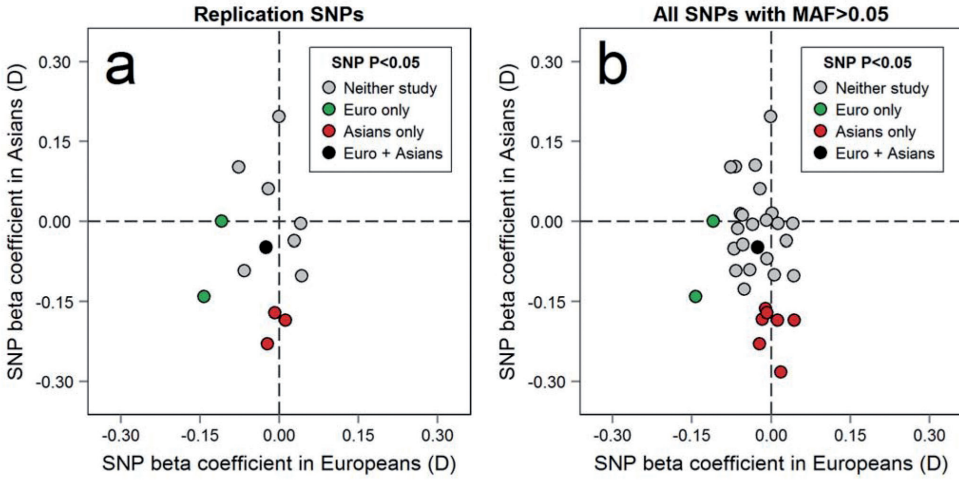 Replication SNPs
a
SNP P<0.05
Neither study
Euro only
Asians only
Euro + Asians
0.30
0.15
0.00
-0.15
-0.30
SNP beta coefficient in Asians (D)
-0.30 -0.15 0.00 0.15 0.30
SNP beta coefficient in Europeans (D)
All SNPs with MAF>0.05
b
SNP P<0.05
Neither study
Euro only
Asians only
Euro + Asians
0.30
0.15
0.00
-0.15
-0.30
SNP beta coefficient in Asians (D)
-0.30 -0.15 0.00 0.15 0.30
SNP beta coefficient in Europeans (D)